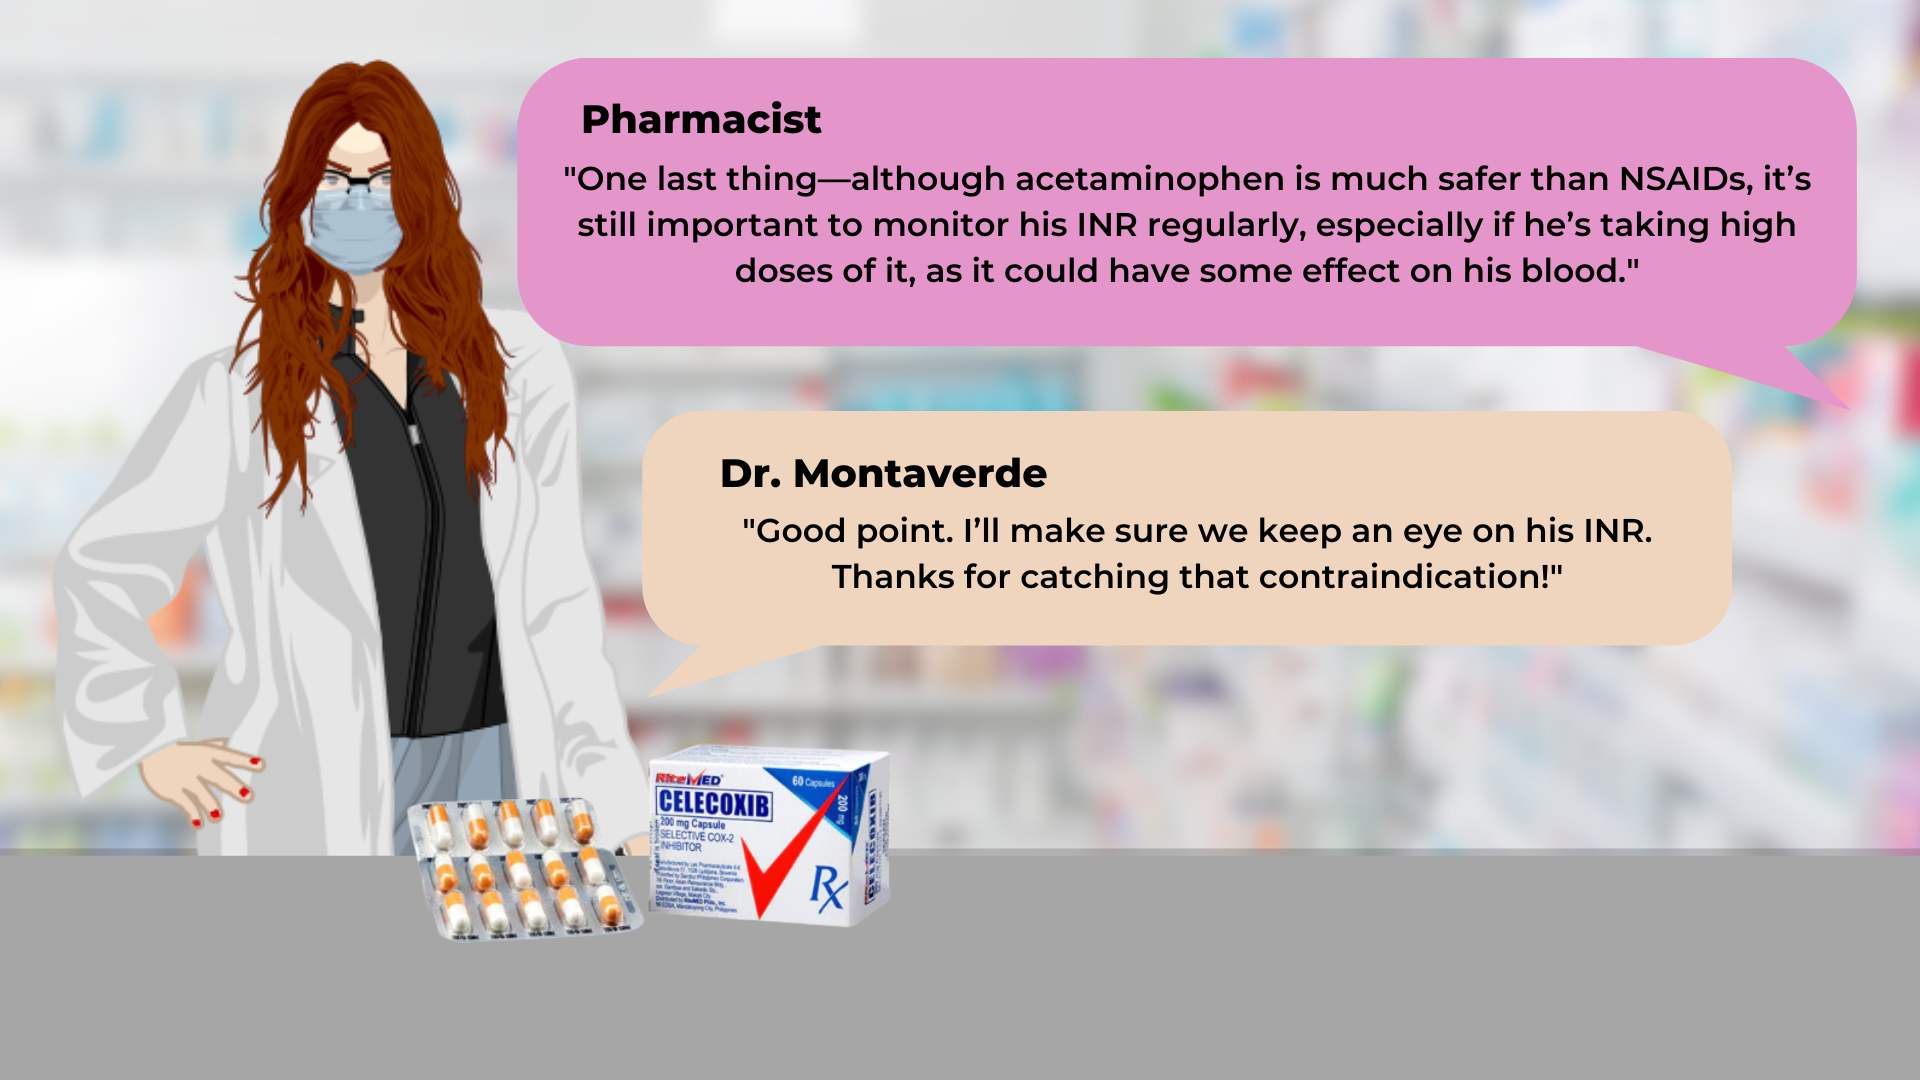 Pharmacist
"One last thing—although acetaminophen is much safer than NSAIDs, it’s
still important to monitor his INR regularly, especially if he’s taking high
doses of it, as it could have some effect on his blood."
Dr. Montaverde
"Good point. I’ll make sure we keep an eye on his INR.
Thanks for catching that contraindication!"
RiteMED
60 Capsules
CELECOXIB
200 mg
200 mg Capsule
SELECTIVE COX-2
INHIBITOR
Rx
CELECOXIB